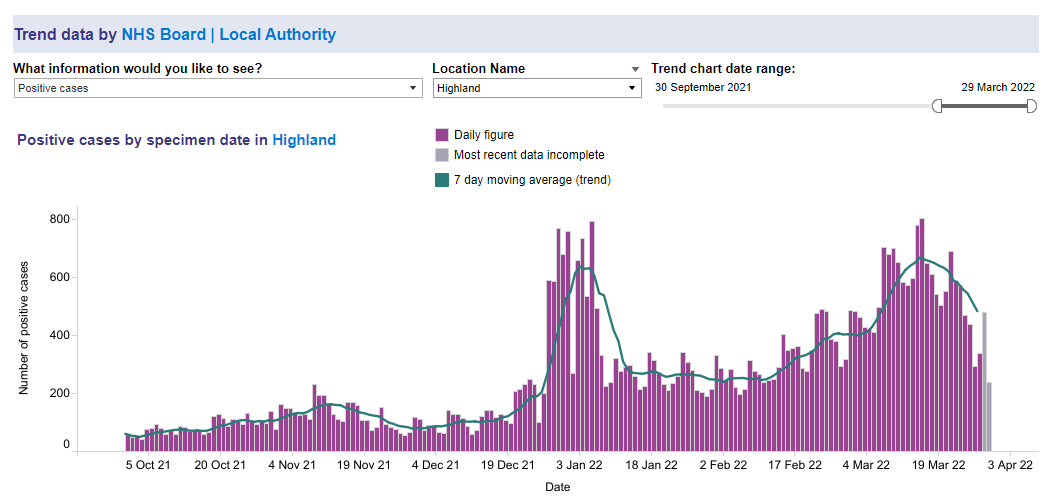 Trend data by NHS Board | Local Authority
What information would you like to see?
Positive cases
Location Name
Highland
Trend chart date range:
30 September 2021
29 March 2022
Positive cases by specimen date in Highland
Daily figure
Most recent data incomplete
7 day moving average (trend)
Number of positive cases
800
600
400
200
0
5 Oct 21
20 Oct 21
4 Nov 21
19 Nov 21
4 Dec 21
19 Dec 21
3 Jan 22
18 Jan 22
2 Feb 22
17 Feb 22
4 Mar 22
19 Mar 22
3 Apr 22
Date